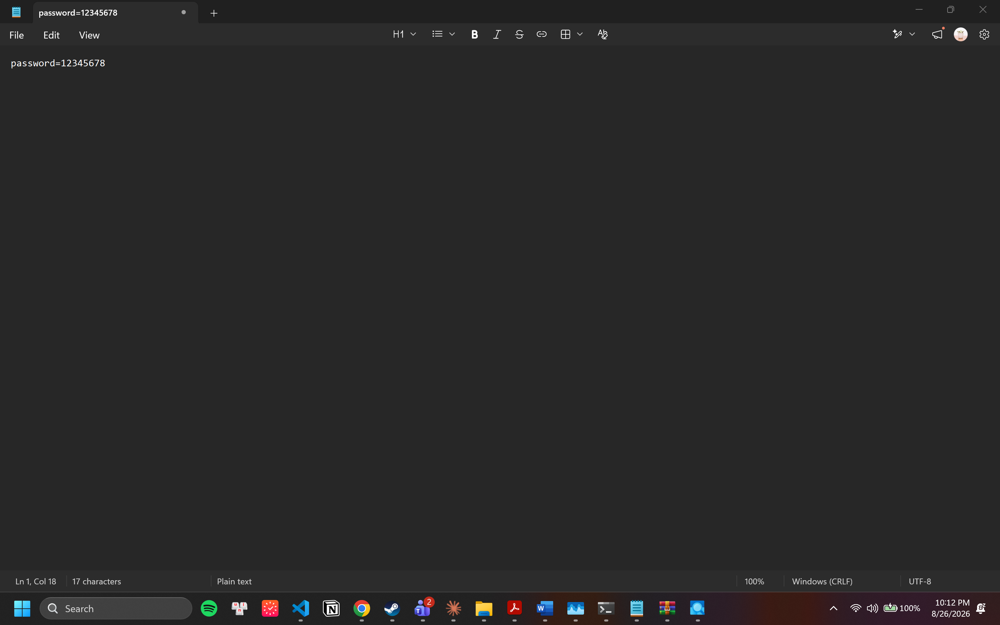 password=12345678
File Edit View H1
password=12345678
Ln 1, Col 18 17 characters Plain text 100% Windows (CRLF) UTF-8
Search 2 100% 10:12 PM
8/26/2026